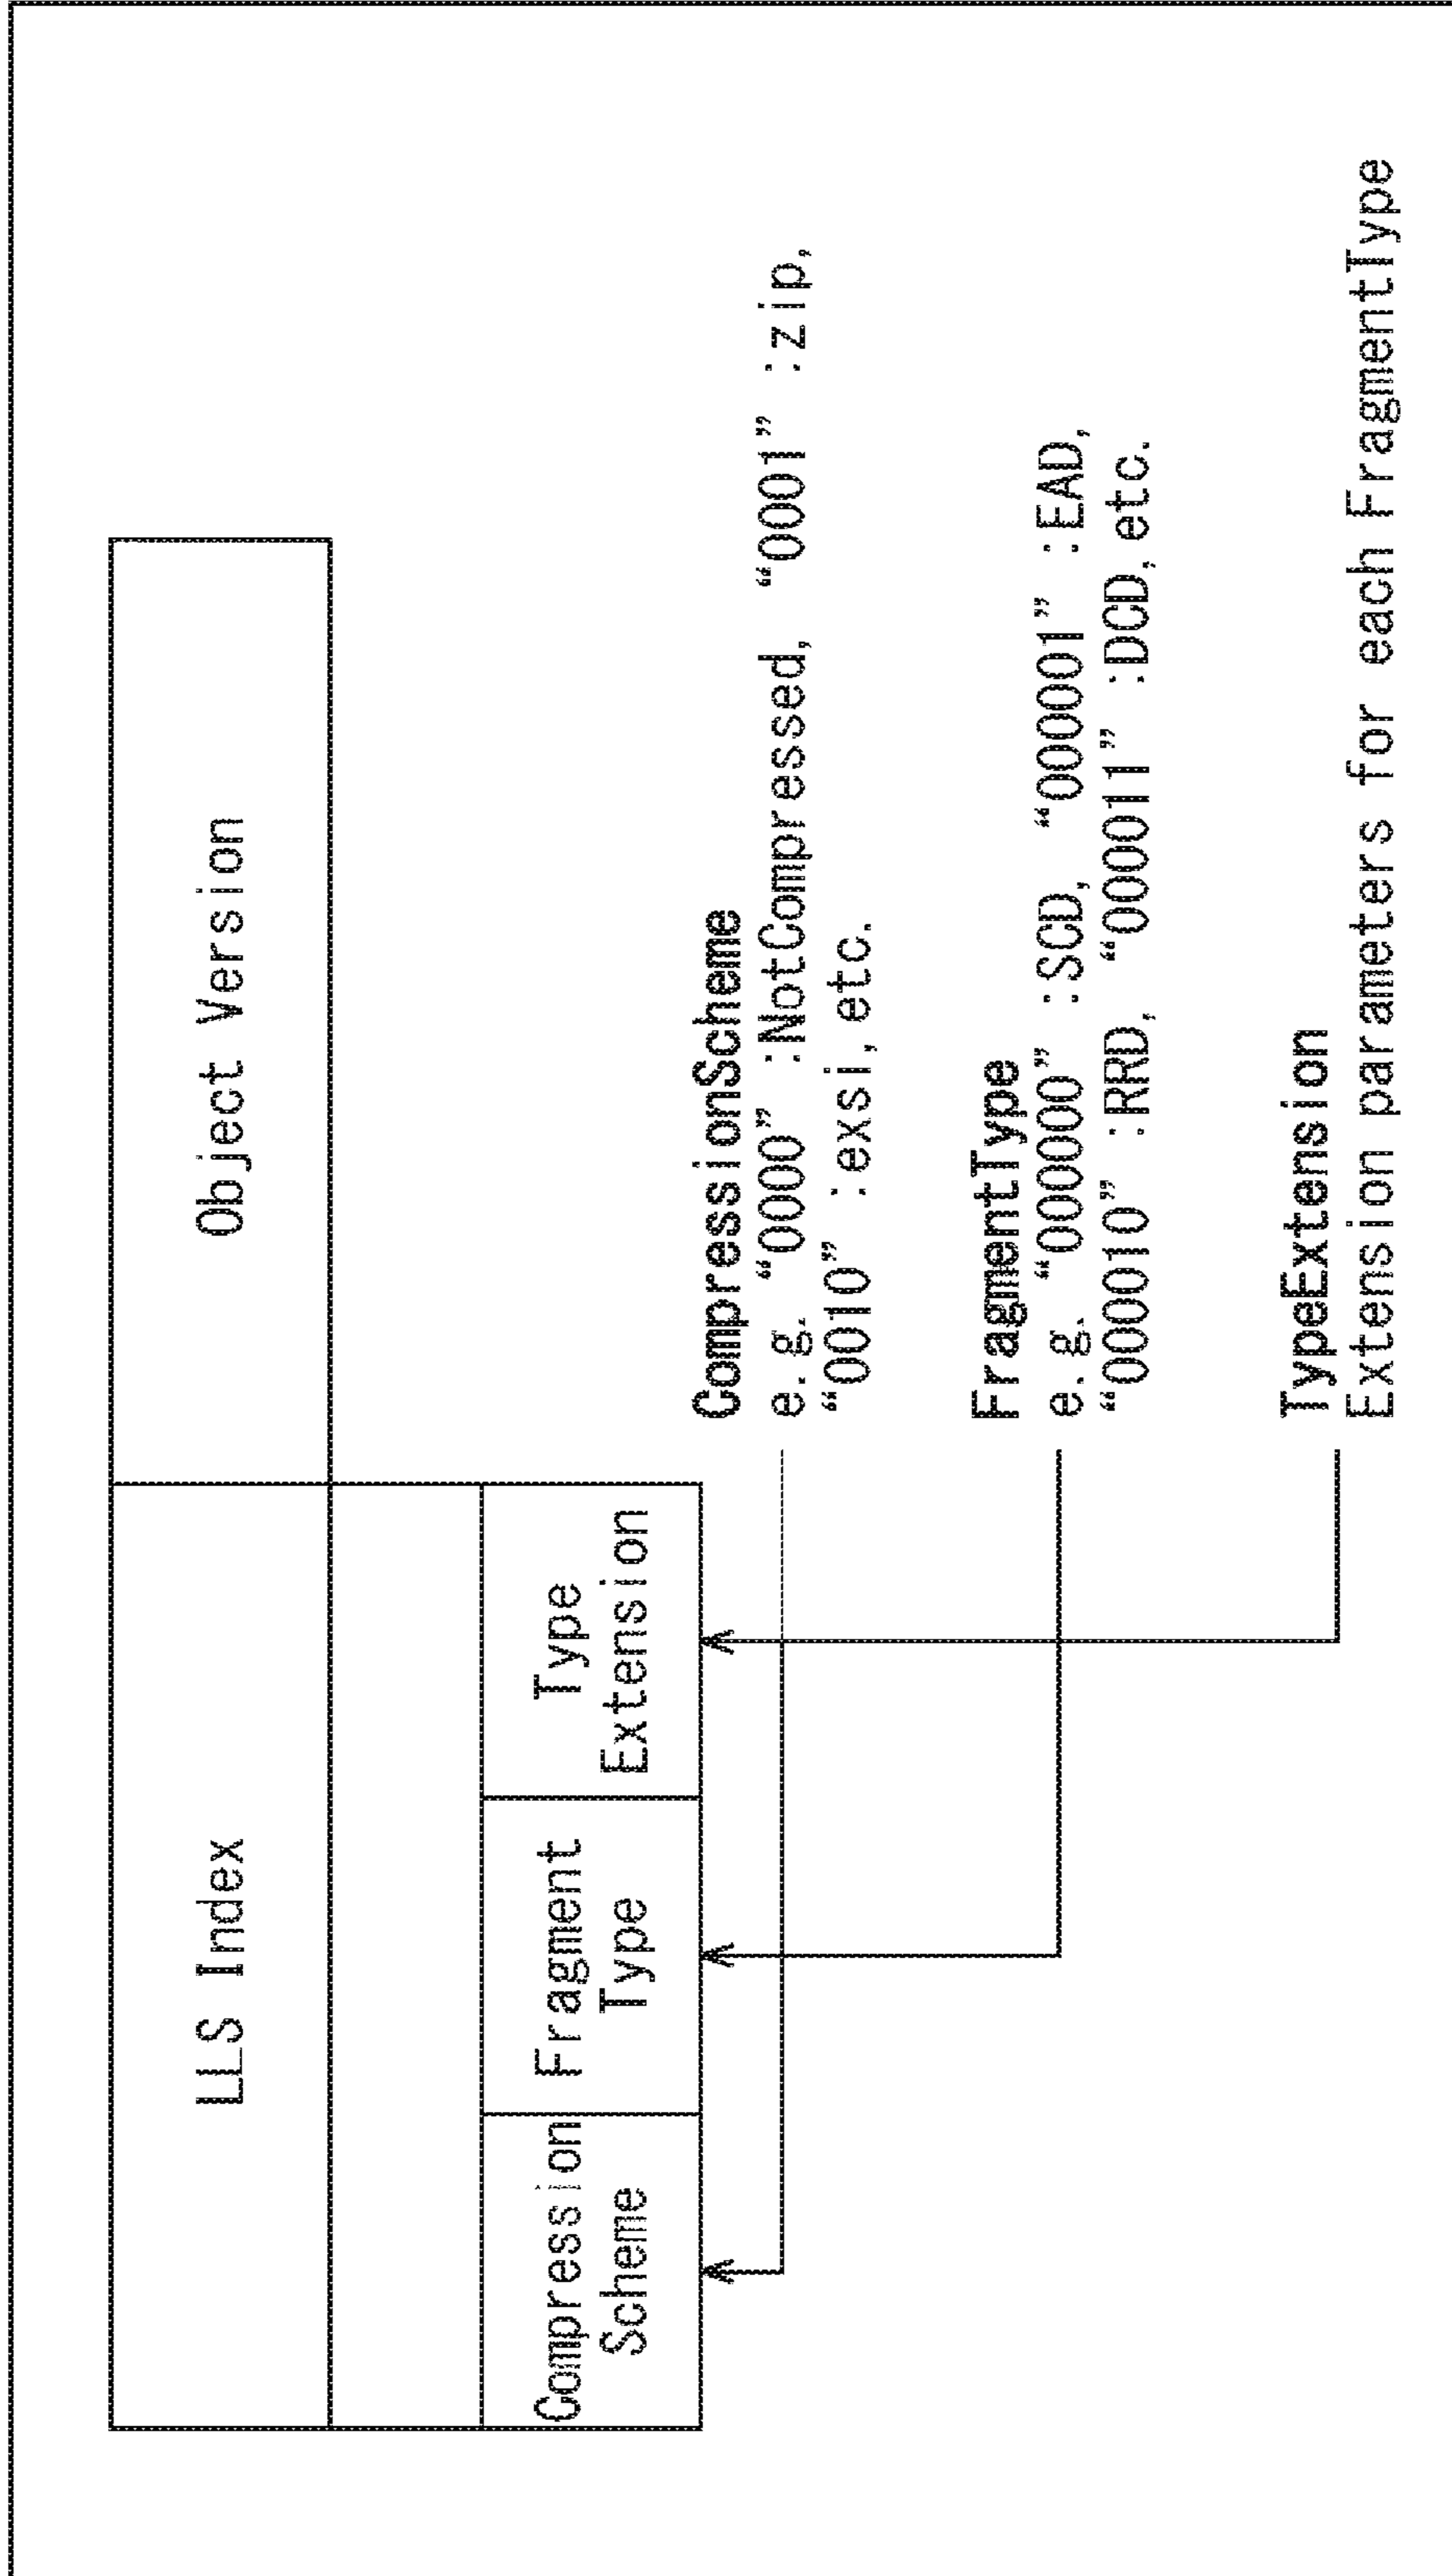 LLS Index
Object Version
Compression
Scheme
Fragment
Type
Type
Extension
CompressionScheme
e.g. “0000” :NotCompressed, “0001” :zip,
“0010” :exsi, etc.
FragmentType
e.g. “000000” :SCD, “000001” :EAD,
“000010” :RRD, “000011” :DCD, etc.
TypeExtension
Extension parameters for each FragmentType